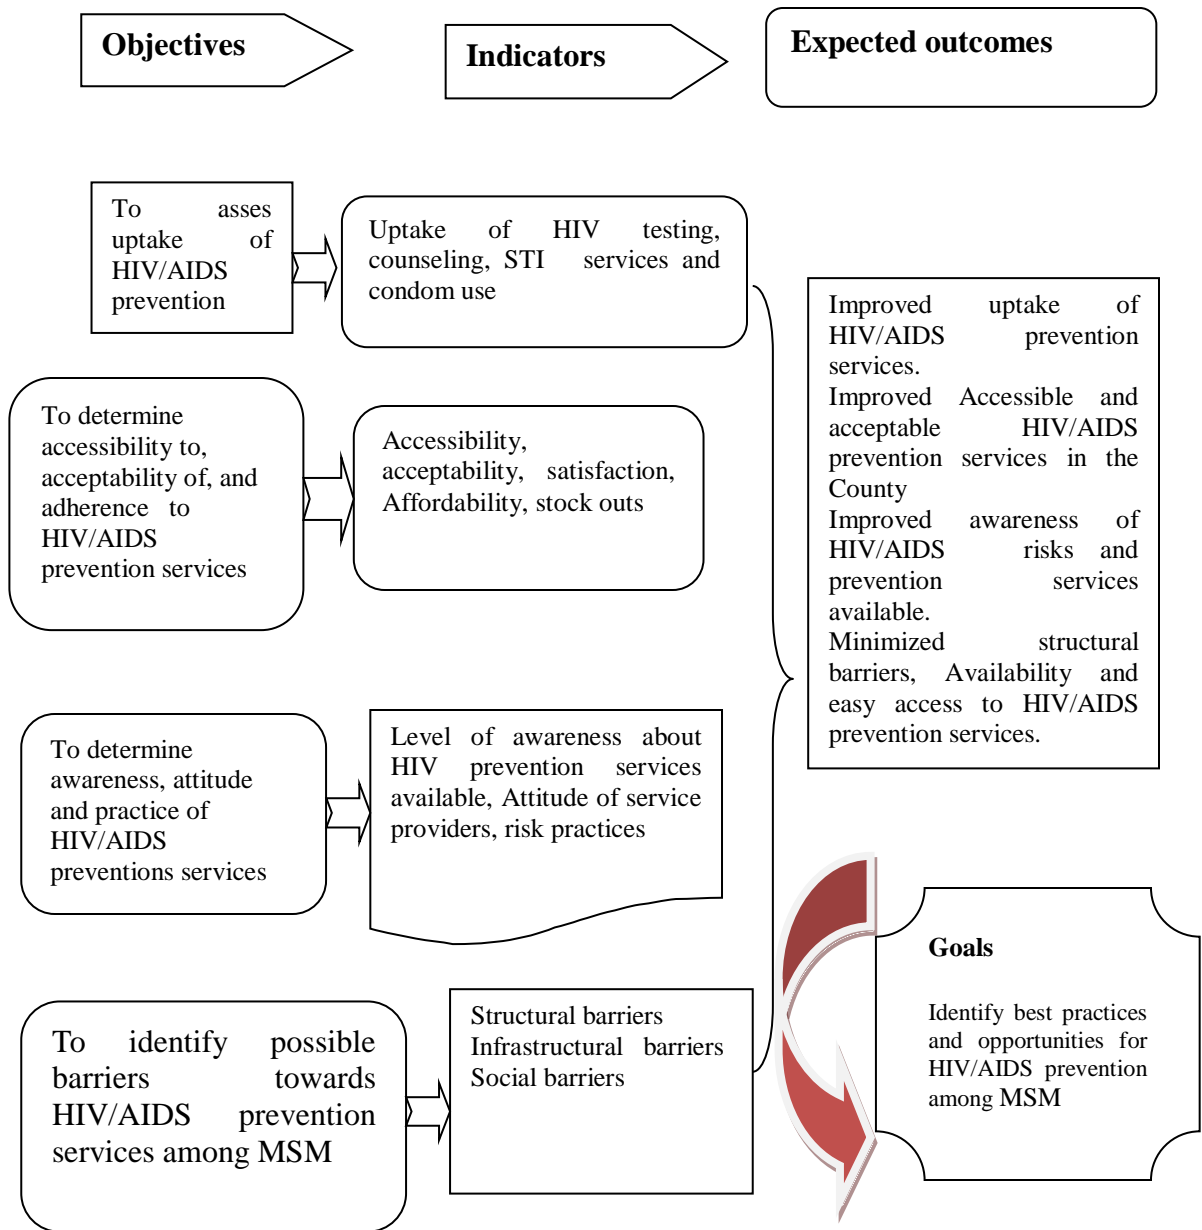 Objectives
Indicators
Expected outcomes
To asses
uptake of
HIV/AIDS
prevention
Uptake of HIV testing,
counseling, STI services and
condom use
To determine
accessibility to,
acceptability of, and
adherence to
HIV/AIDS
prevention services
Accessibility,
acceptability, satisfaction,
Affordability, stock outs
To determine
awareness, attitude
and practice of
HIV/AIDS
preventions services
Level of awareness about
HIV prevention services
available, Attitude of service
providers, risk practices
To identify possible
barriers towards
HIV/AIDS prevention
services among MSM
Structural barriers
Infrastructural barriers
Social barriers
Improved uptake of
HIV/AIDS prevention
services.
Improved Accessible and
acceptable HIV/AIDS
prevention services in the
County
Improved awareness of
HIV/AIDS risks and
prevention services
available.
Minimized structural
barriers, Availability and
easy access to HIV/AIDS
prevention services.
Goals
Identify best practices
and opportunities for
HIV/AIDS prevention
among MSM